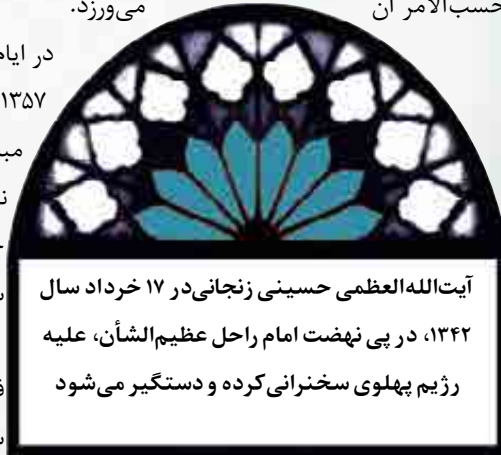 حسب‌الامر آن
می‌ورزد.
در ایام
۱۳۵۷
آیت‌الله‌العظمی حسینی زنجانی در ۱۷ خرداد سال
۱۳۴۲، در پی نهضت امام راحل عظیم‌الشأن، علیه
رژیم پهلوی سخنرانی کرده و دستگیر می‌شود